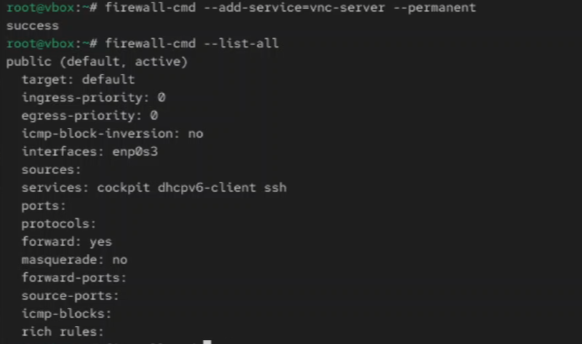 root@vbox:~# firewall-cmd --add-service=vnc-server --permanent
success
root@vbox:~# firewall-cmd --list-all
public (default, active)
  target: default
  ingress-priority: 0
  egress-priority: 0
  icmp-block-inversion: no
  interfaces: enp0s3
  sources:
  services: cockpit dhcpv6-client ssh
  ports:
  protocols:
  forward: yes
  masquerade: no
  forward-ports:
  source-ports:
  icmp-blocks:
  rich rules: